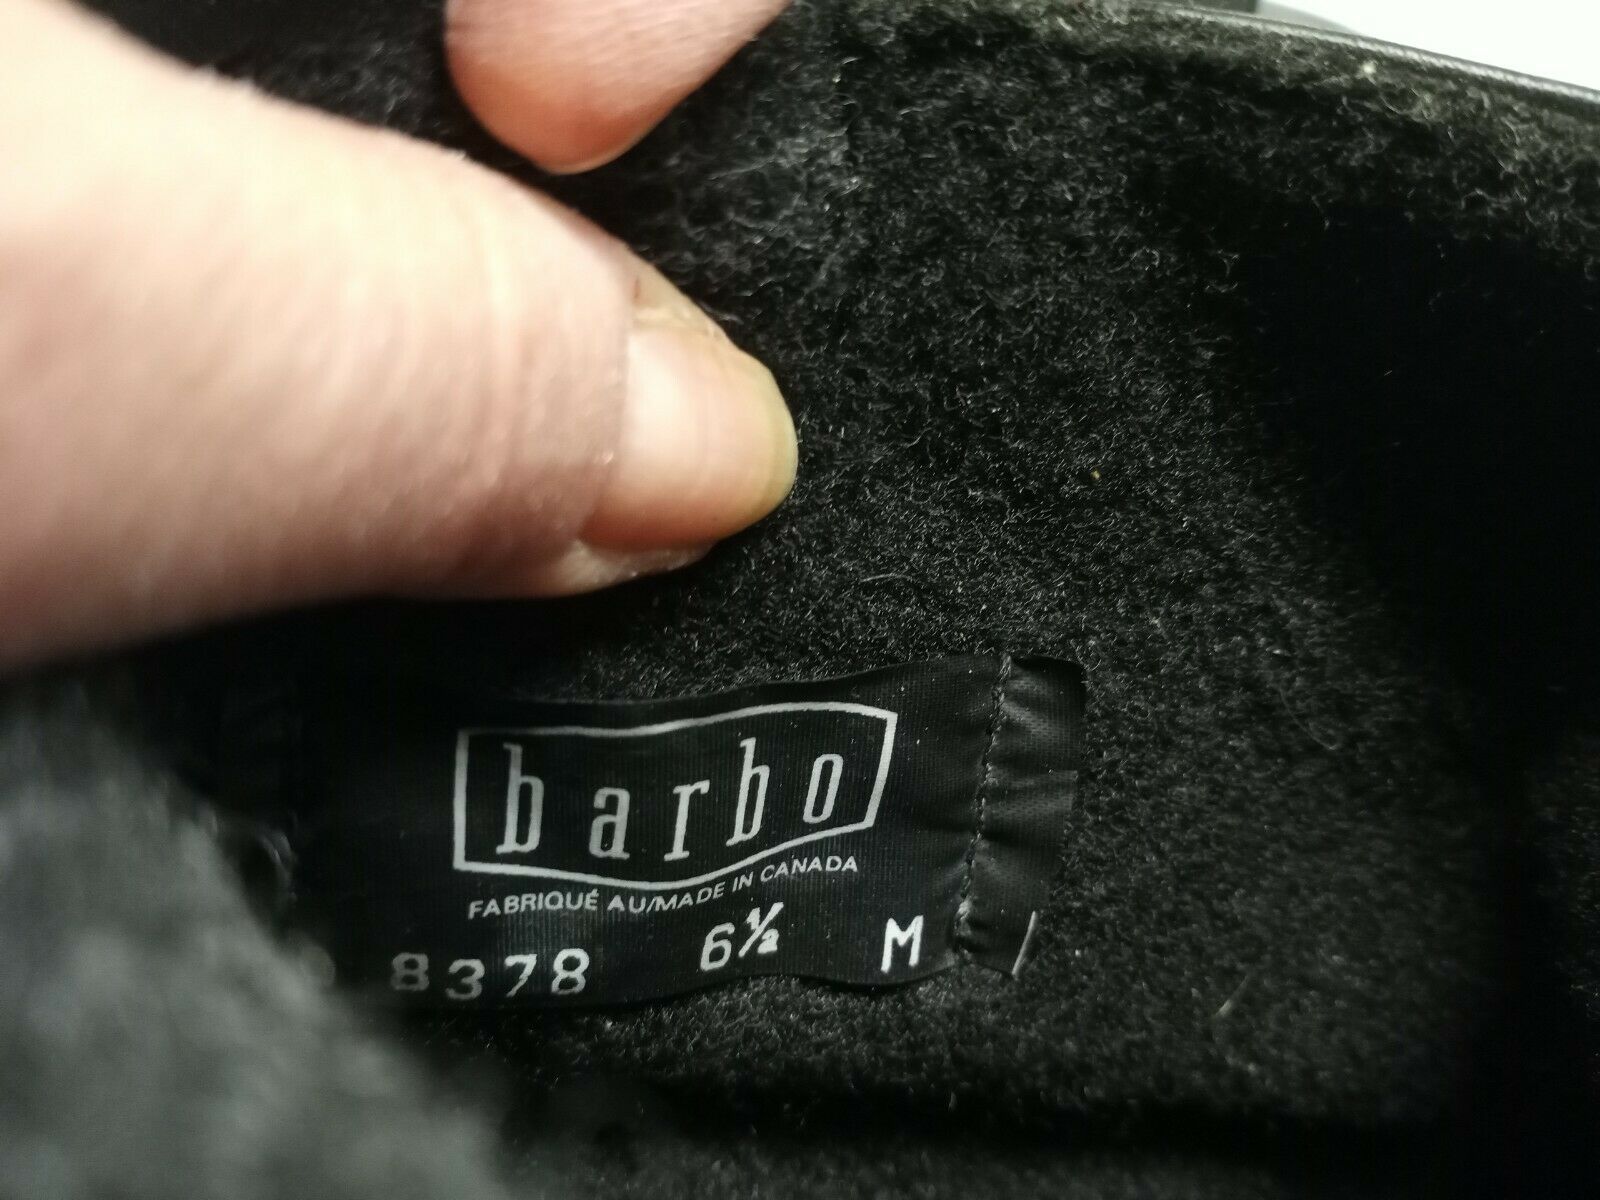 barbo
FABRIQUÉ AU/MADE IN CANADA
8378 6½ M